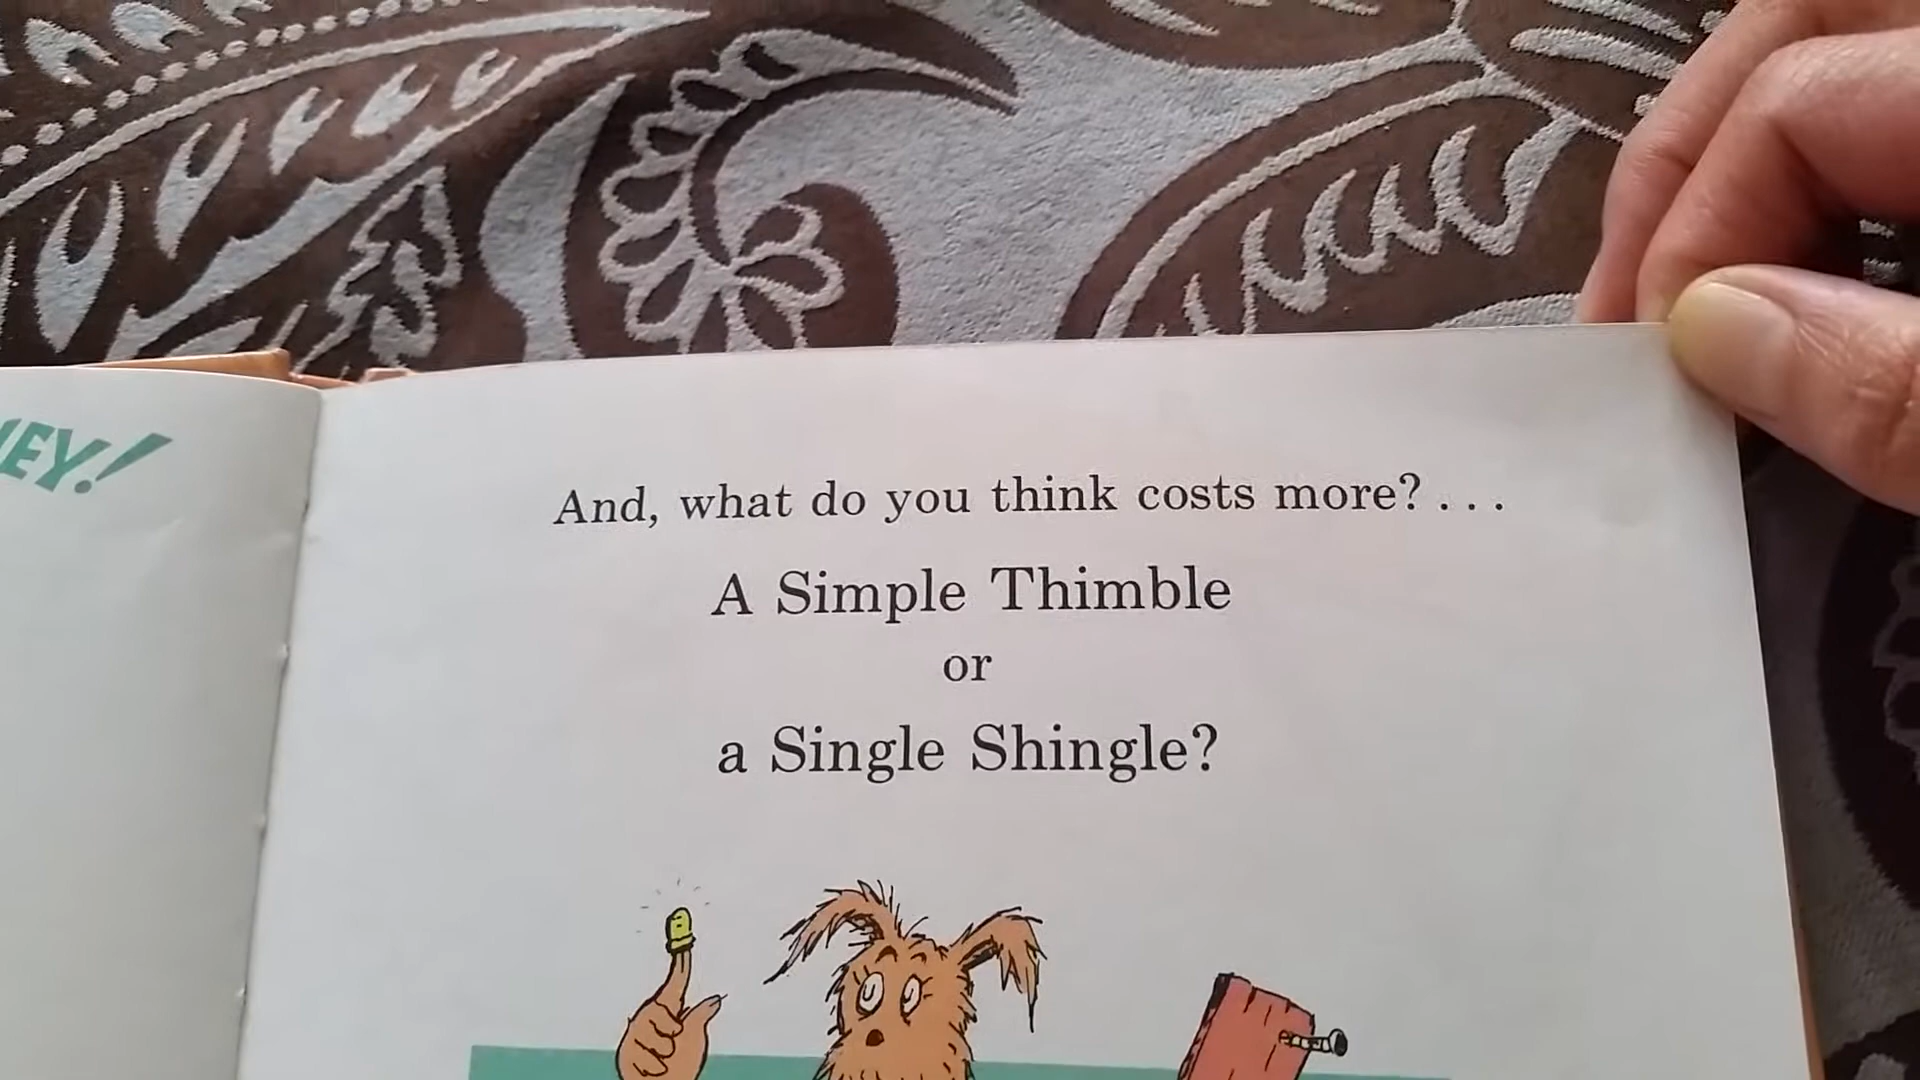 EY!
And, what do you think costs more? . . .
A Simple Thimble
or
a Single Shingle?